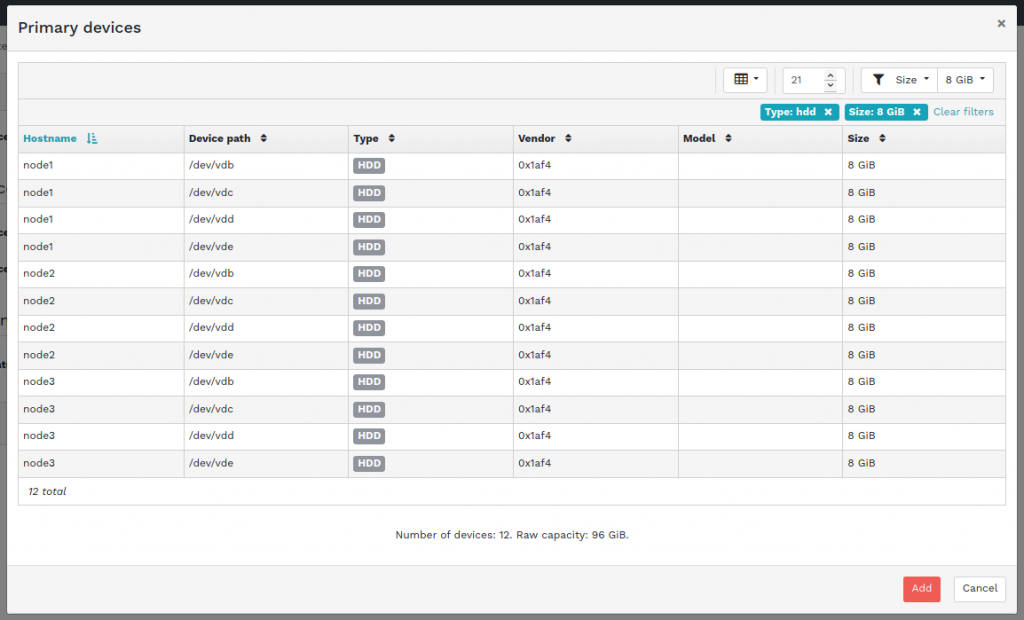 Primary devices ×
21 Size 8 GiB
Type: hdd × Size: 8 GiB × Clear filters
Hostname Device path Type Vendor Model Size
node1 /dev/vdb HDD 0x1af4 8 GiB
node1 /dev/vdc HDD 0x1af4 8 GiB
node1 /dev/vdd HDD 0x1af4 8 GiB
node1 /dev/vde HDD 0x1af4 8 GiB
node2 /dev/vdb HDD 0x1af4 8 GiB
node2 /dev/vdc HDD 0x1af4 8 GiB
node2 /dev/vdd HDD 0x1af4 8 GiB
node2 /dev/vde HDD 0x1af4 8 GiB
node3 /dev/vdb HDD 0x1af4 8 GiB
node3 /dev/vdc HDD 0x1af4 8 GiB
node3 /dev/vdd HDD 0x1af4 8 GiB
node3 /dev/vde HDD 0x1af4 8 GiB
12 total
Number of devices: 12. Raw capacity: 96 GiB.
Add Cancel